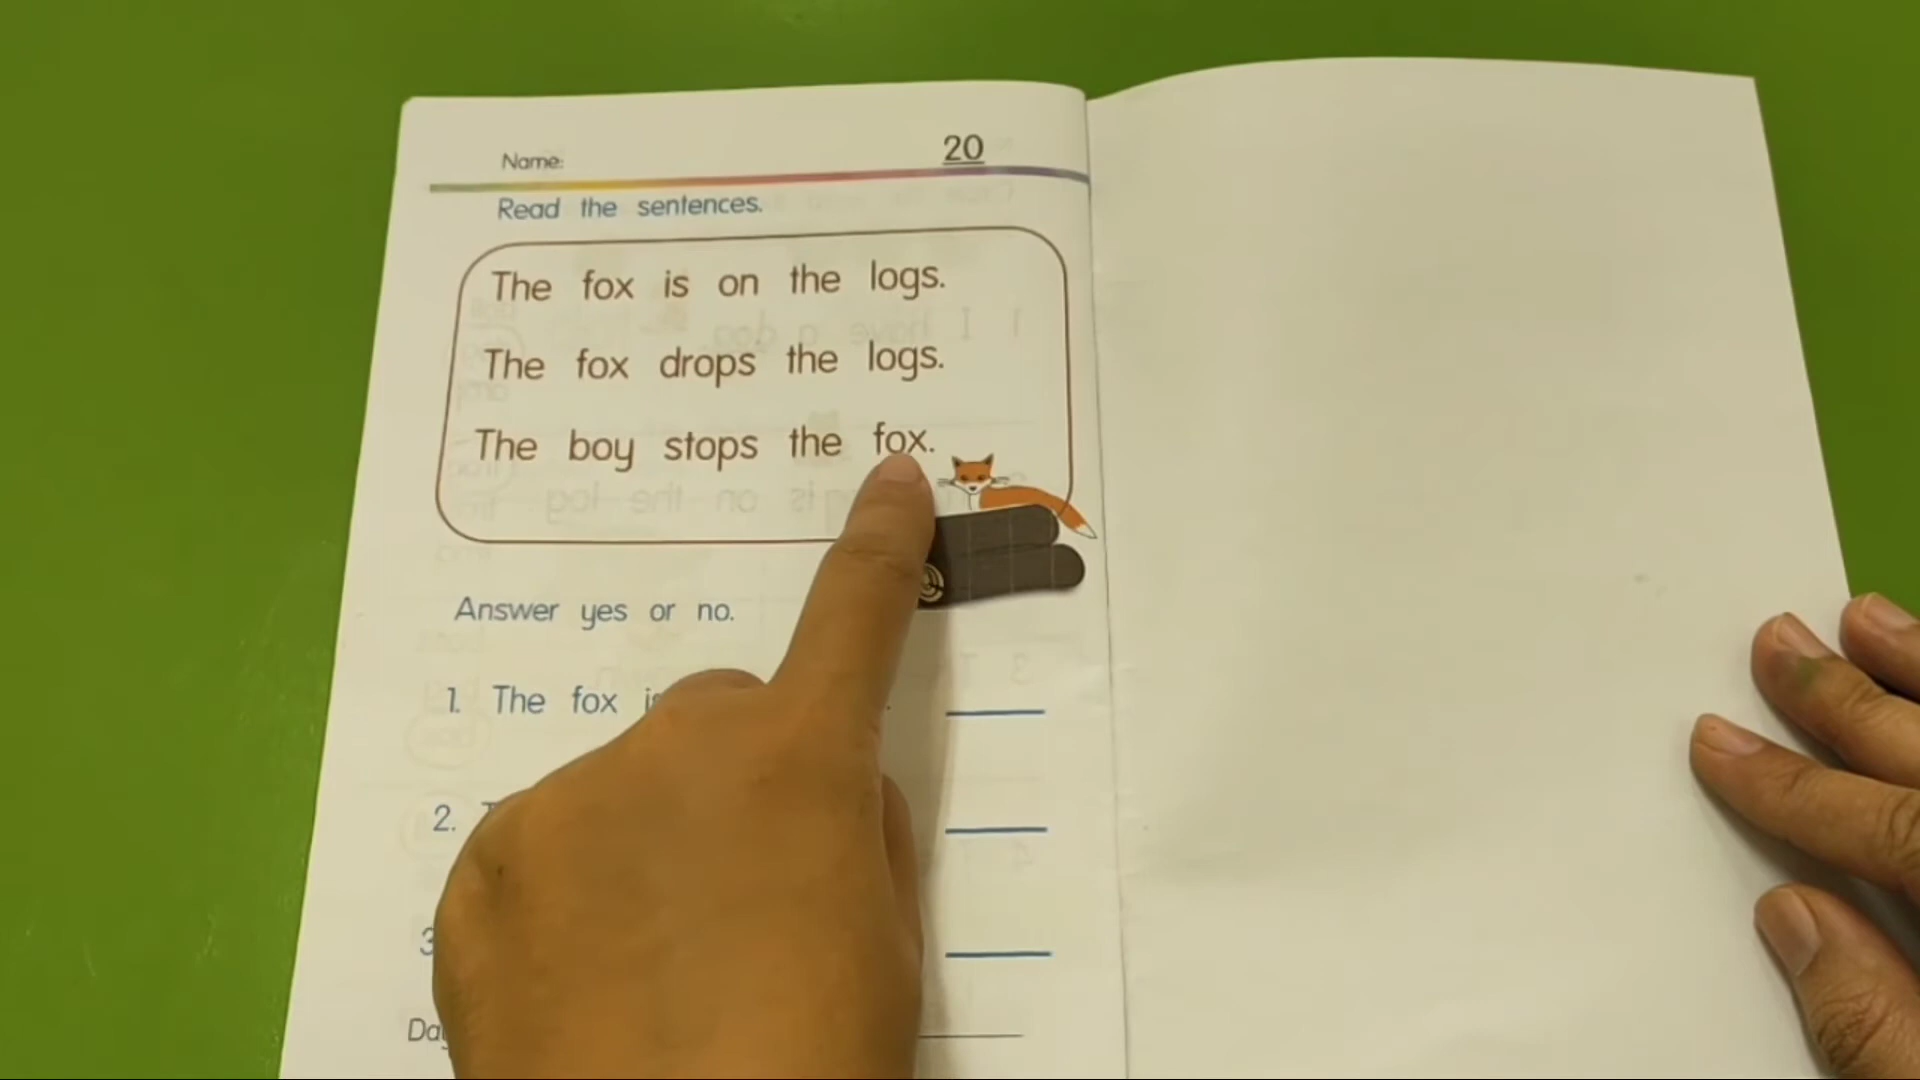 Name:
20
Read the sentences.
The fox is on the logs.
The fox drops the logs.
The boy stops the fox.
Answer yes or no.
1. The fox
2.
3